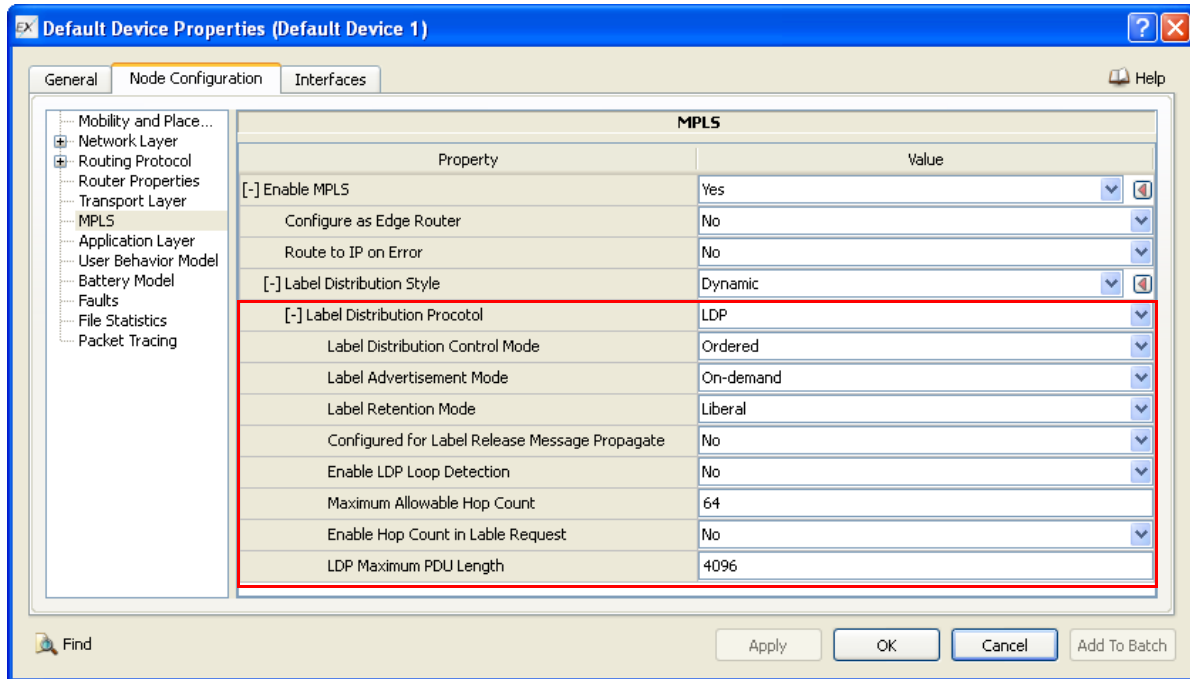 EX Default Device Properties (Default Device 1)
General Node Configuration Interfaces Help
Mobility and Place...
Network Layer
Routing Protocol
Router Properties
Transport Layer
MPLS
Application Layer
User Behavior Model
Battery Model
Faults
File Statistics
Packet Tracing
MPLS
Property Value
[-] Enable MPLS Yes
Configure as Edge Router No
Route to IP on Error No
[-] Label Distribution Style Dynamic
[-] Label Distribution Procotol LDP
Label Distribution Control Mode Ordered
Label Advertisement Mode On-demand
Label Retention Mode Liberal
Configured for Label Release Message Propagate No
Enable LDP Loop Detection No
Maximum Allowable Hop Count 64
Enable Hop Count in Lable Request No
LDP Maximum PDU Length 4096
Find Apply OK Cancel Add To Batch